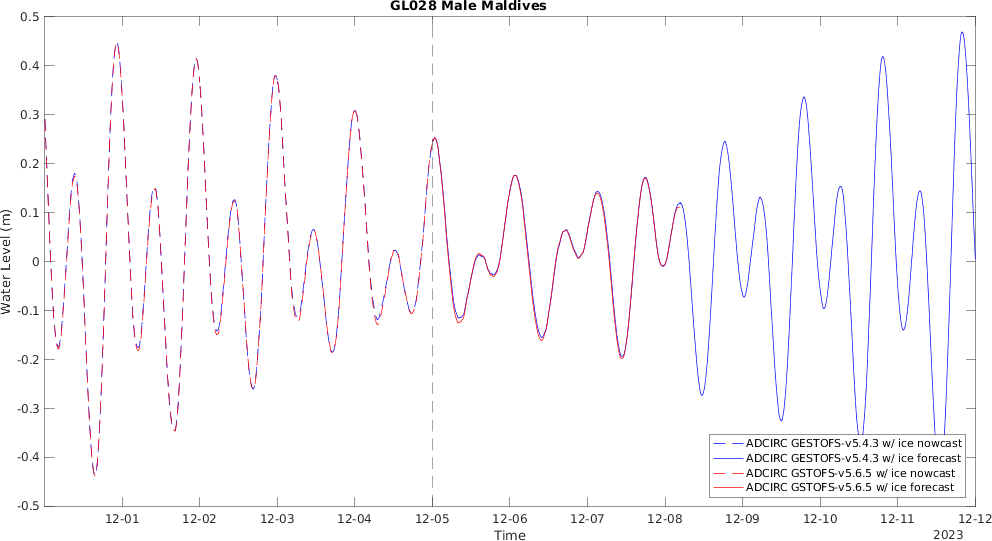 GL028 Male Maldives
0.5
0.4
0.3
0.2
0.1
0
-0.1
-0.2
-0.3
-0.4
-0.5
Water Level (m)
ADCIRC GESTOFS-v5.4.3 w/ ice nowcast
ADCIRC GESTOFS-v5.4.3 w/ ice forecast
ADCIRC GSTOFS-v5.6.5 w/ ice nowcast
ADCIRC GSTOFS-v5.6.5 w/ ice forecast
12-01 12-02 12-03 12-04 12-05 12-06 12-07 12-08 12-09 12-10 12-11 12-12
Time
2023